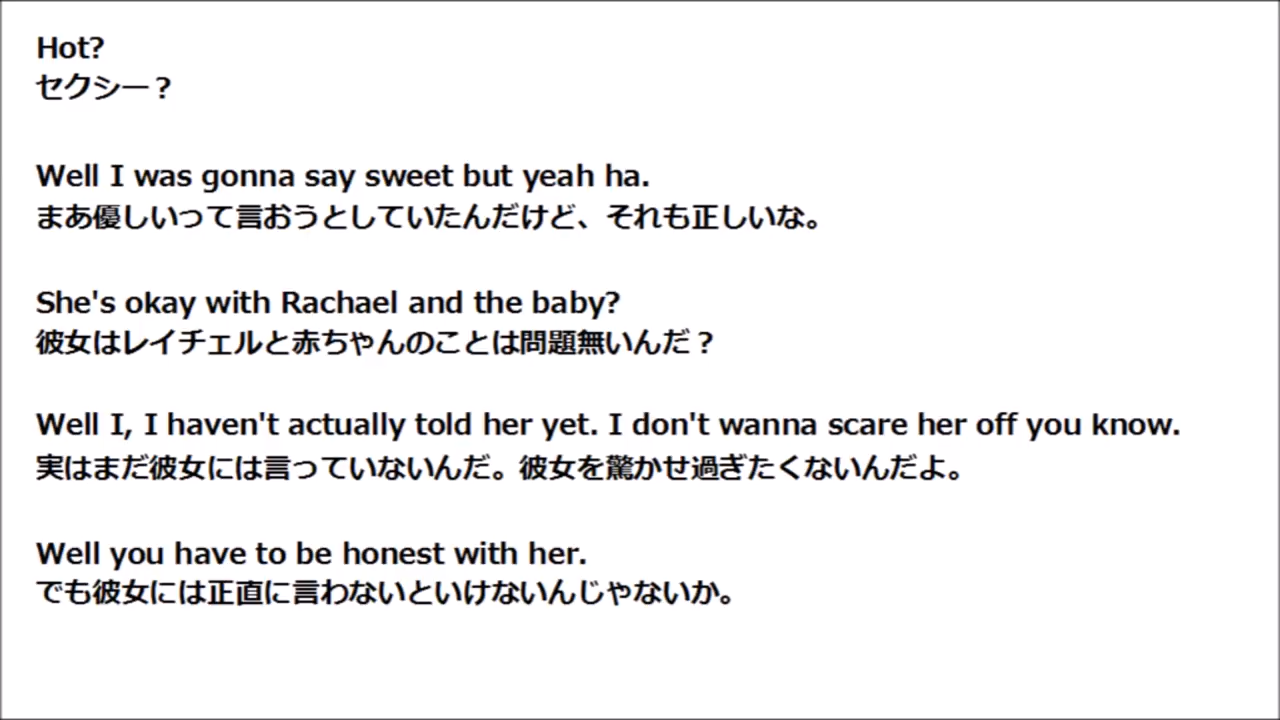 Hot?
セクシー？
Well I was gonna say sweet but yeah ha.
まあ優しいって言おうとしていたんだけど、それも正しいな。
She's okay with Rachael and the baby?
彼女はレイチェルと赤ちゃんのことは問題無いんだ？
Well I, I haven't actually told her yet. I don't wanna scare her off you know.
実はまだ彼女には言っていないんだ。彼女を驚かせ過ぎたくないんだよ。
Well you have to be honest with her.
でも彼女には正直に言わないといけないんじゃないか。